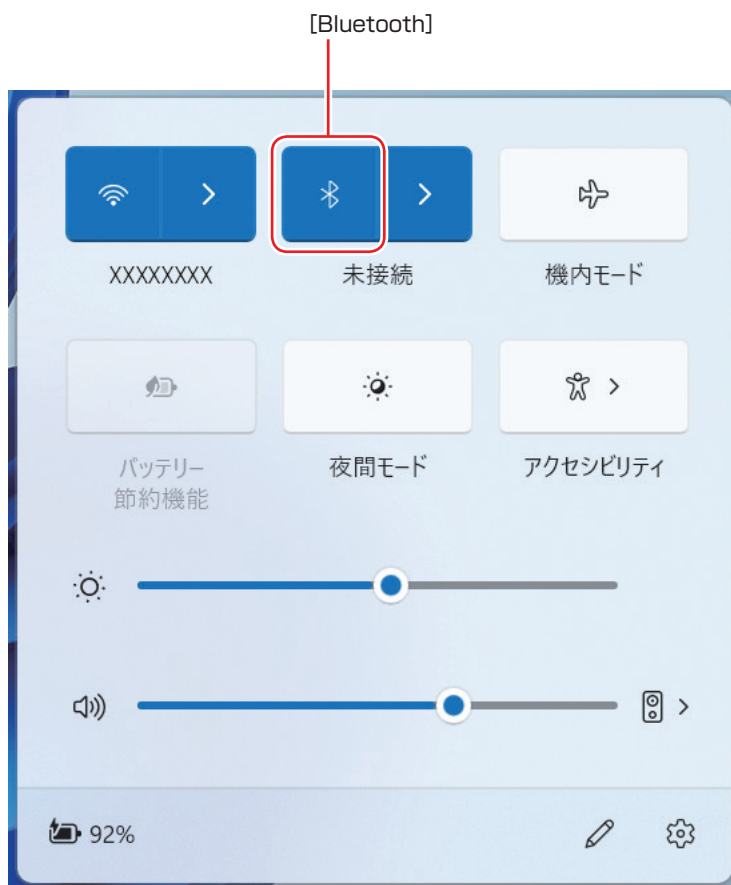 [Bluetooth]
XXXXXXXX
未接続
機内モード
バッテリー
節約機能
夜間モード
アクセシビリティ
92%